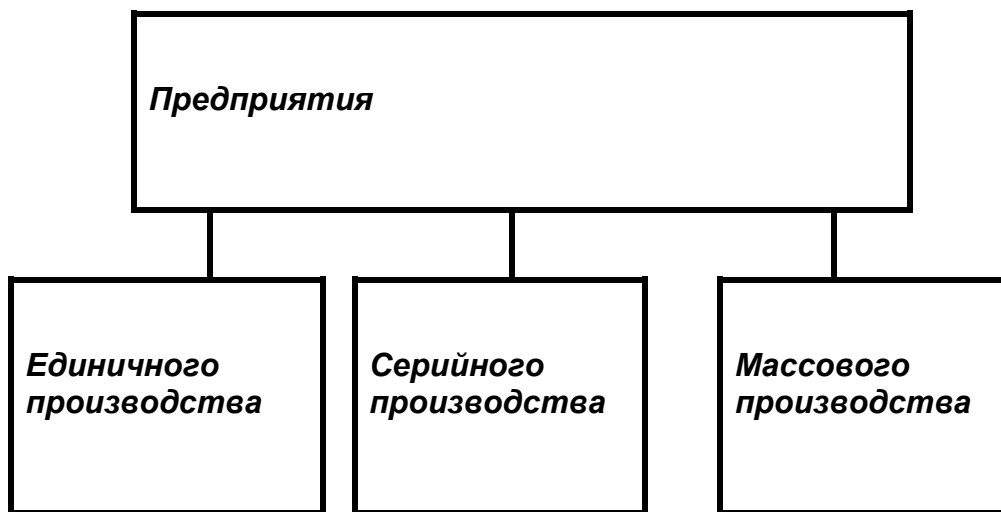 Предприятия
Единичного
производства
Серийного
производства
Массового
производства